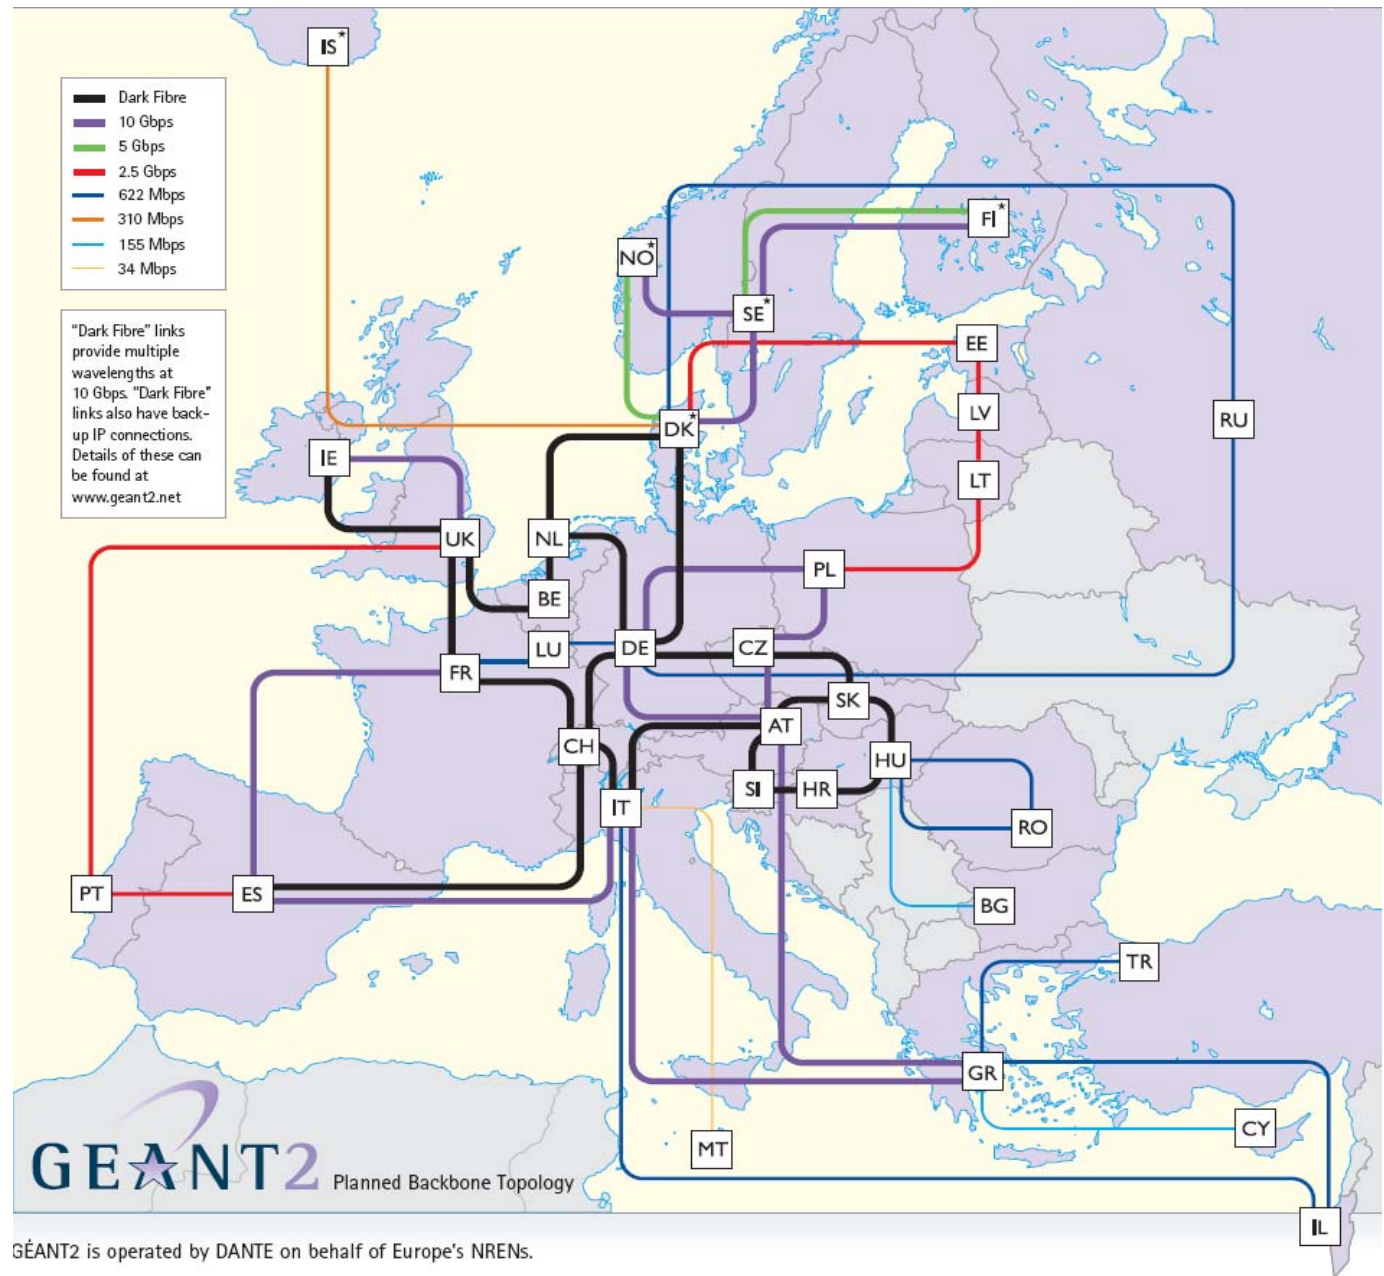 IS*
Dark Fibre
10 Gbps
5 Gbps
2.5 Gbps
622 Mbps
310 Mbps
155 Mbps
34 Mbps
"Dark Fibre" links
provide multiple
wavelengths at
10 Gbps. "Dark Fibre"
links also have back-
up IP connections.
Details of these can
be found at
www.geant2.net
FI*
NO*
SE*
EE
LV
RU
DK*
IE
LT
UK
NL
PL
BE
LU
DE
CZ
FR
SK
AT
CH
HU
SI
HR
IT
RO
PT
ES
BG
TR
GR
CY
MT
GEANT2 Planned Backbone Topology
IL
GÉANT2 is operated by DANTE on behalf of Europe's NRENs.